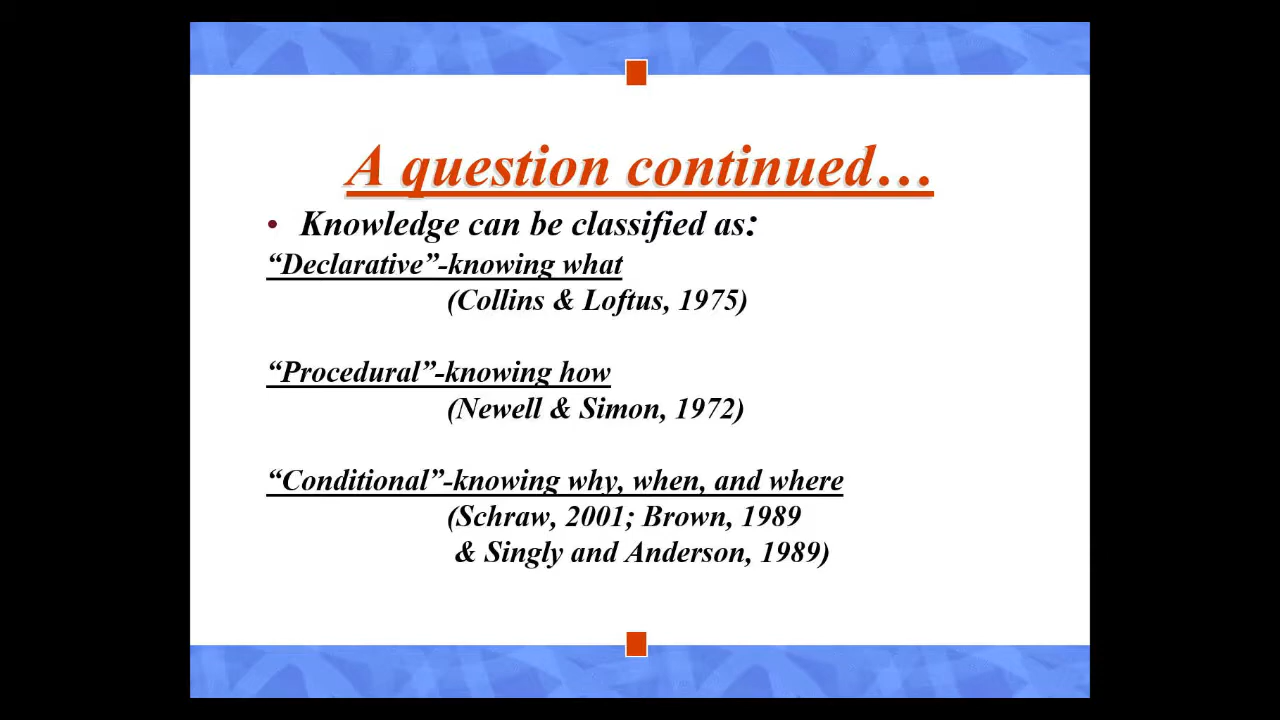 A question continued…
• Knowledge can be classified as:
“Declarative”-knowing what
(Collins & Loftus, 1975)
“Procedural”-knowing how
(Newell & Simon, 1972)
“Conditional”-knowing why, when, and where
(Schraw, 2001; Brown, 1989
& Singly and Anderson, 1989)